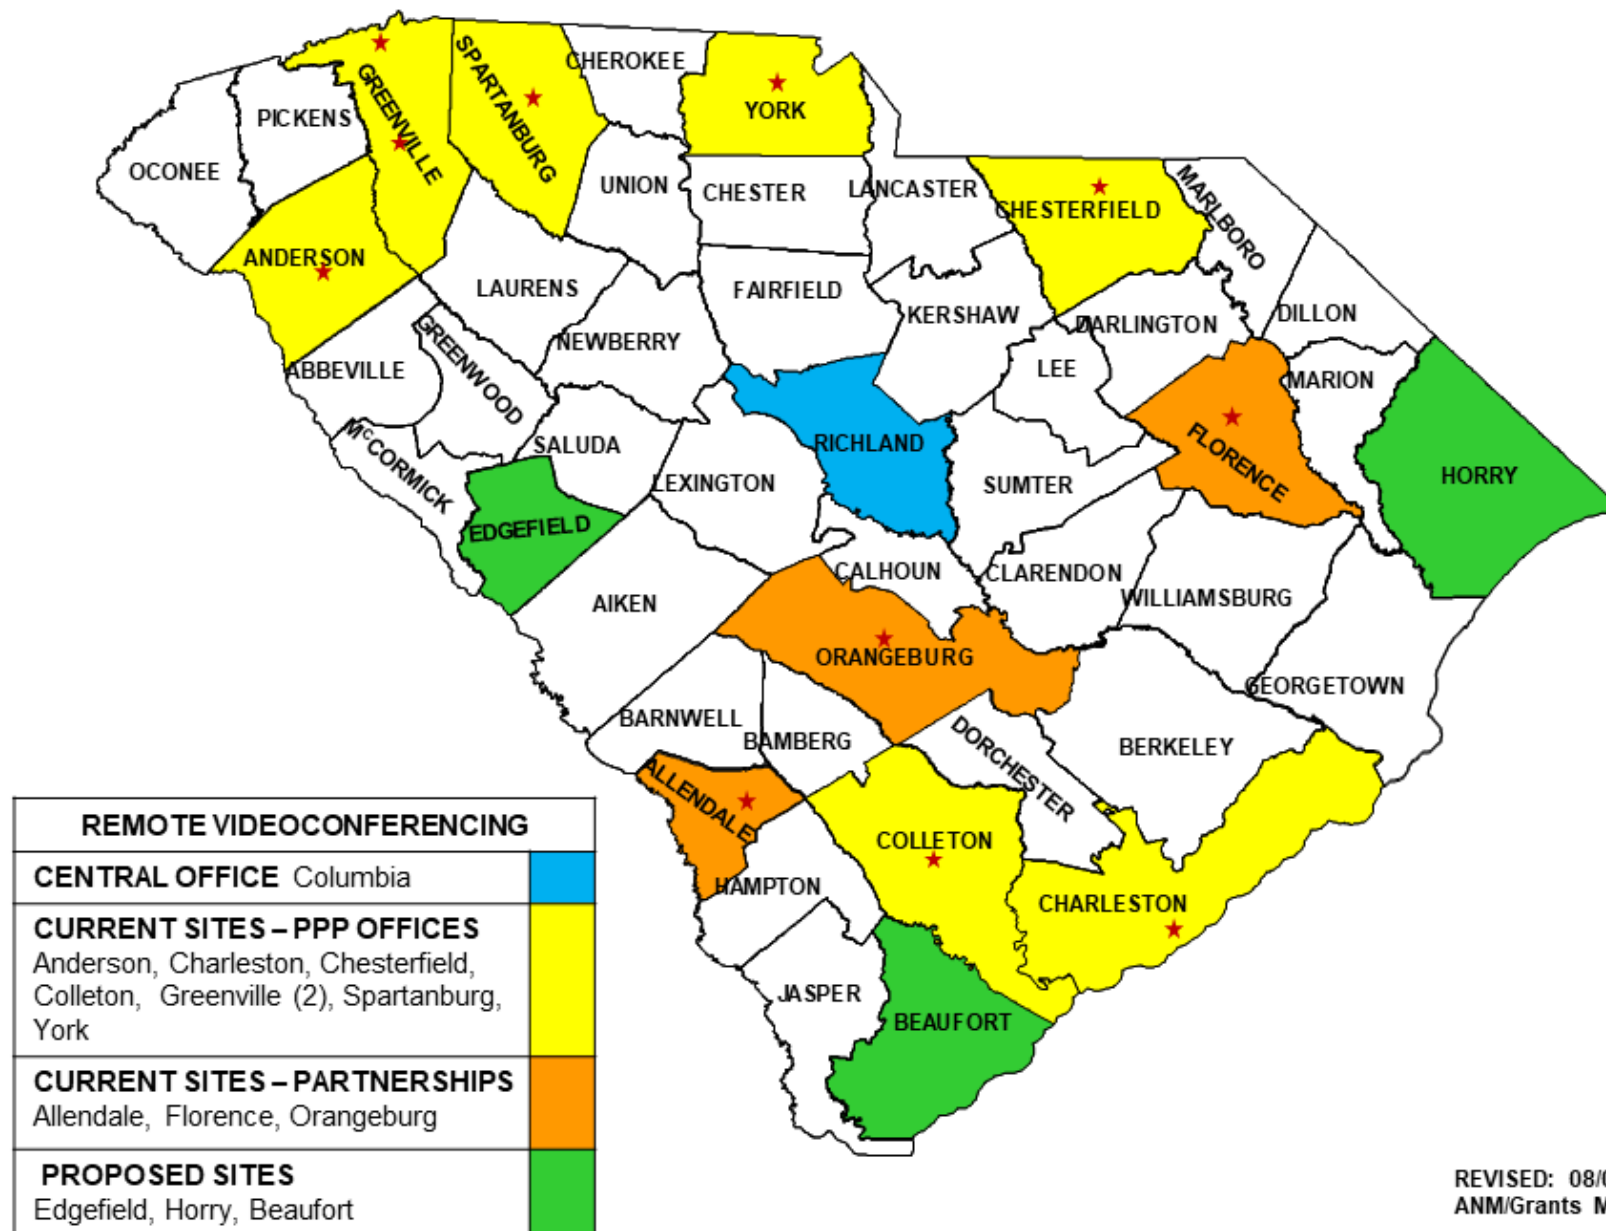 CHEROKEE
SPARTANBURG
GREENVILLE
YORK
PICKENS
OCONEE
UNION
CHESTER
LANCASTER
CHESTERFIELD
MARLBORO
ANDERSON
LAURENS
FAIRFIELD
KERSHAW
DARLINGTON
DILLON
NEWBERRY
GREENWOOD
ABBEVILLE
LEE
MARION
RICHLAND
FLORENCE
SALUDA
MCCORMICK
LEXINGTON
SUMTER
HORRY
EDGEFIELD
CALHOUN
CLARENDON
AIKEN
WILLIAMSBURG
ORANGEBURG
GEORGETOWN
BARNWELL
BAMBERG
DORCHESTER
BERKELEY
ALLENDALE
COLLETON
HAMPTON
CHARLESTON
JASPER
BEAUFORT
REMOTE VIDEOCONFERENCING
CENTRAL OFFICE Columbia
CURRENT SITES – PPP OFFICES
Anderson, Charleston, Chesterfield,
Colleton, Greenville (2), Spartanburg,
York
CURRENT SITES – PARTNERSHIPS
Allendale, Florence, Orangeburg
PROPOSED SITES
Edgefield, Horry, Beaufort
REVISED: 08/
ANM/Grants M